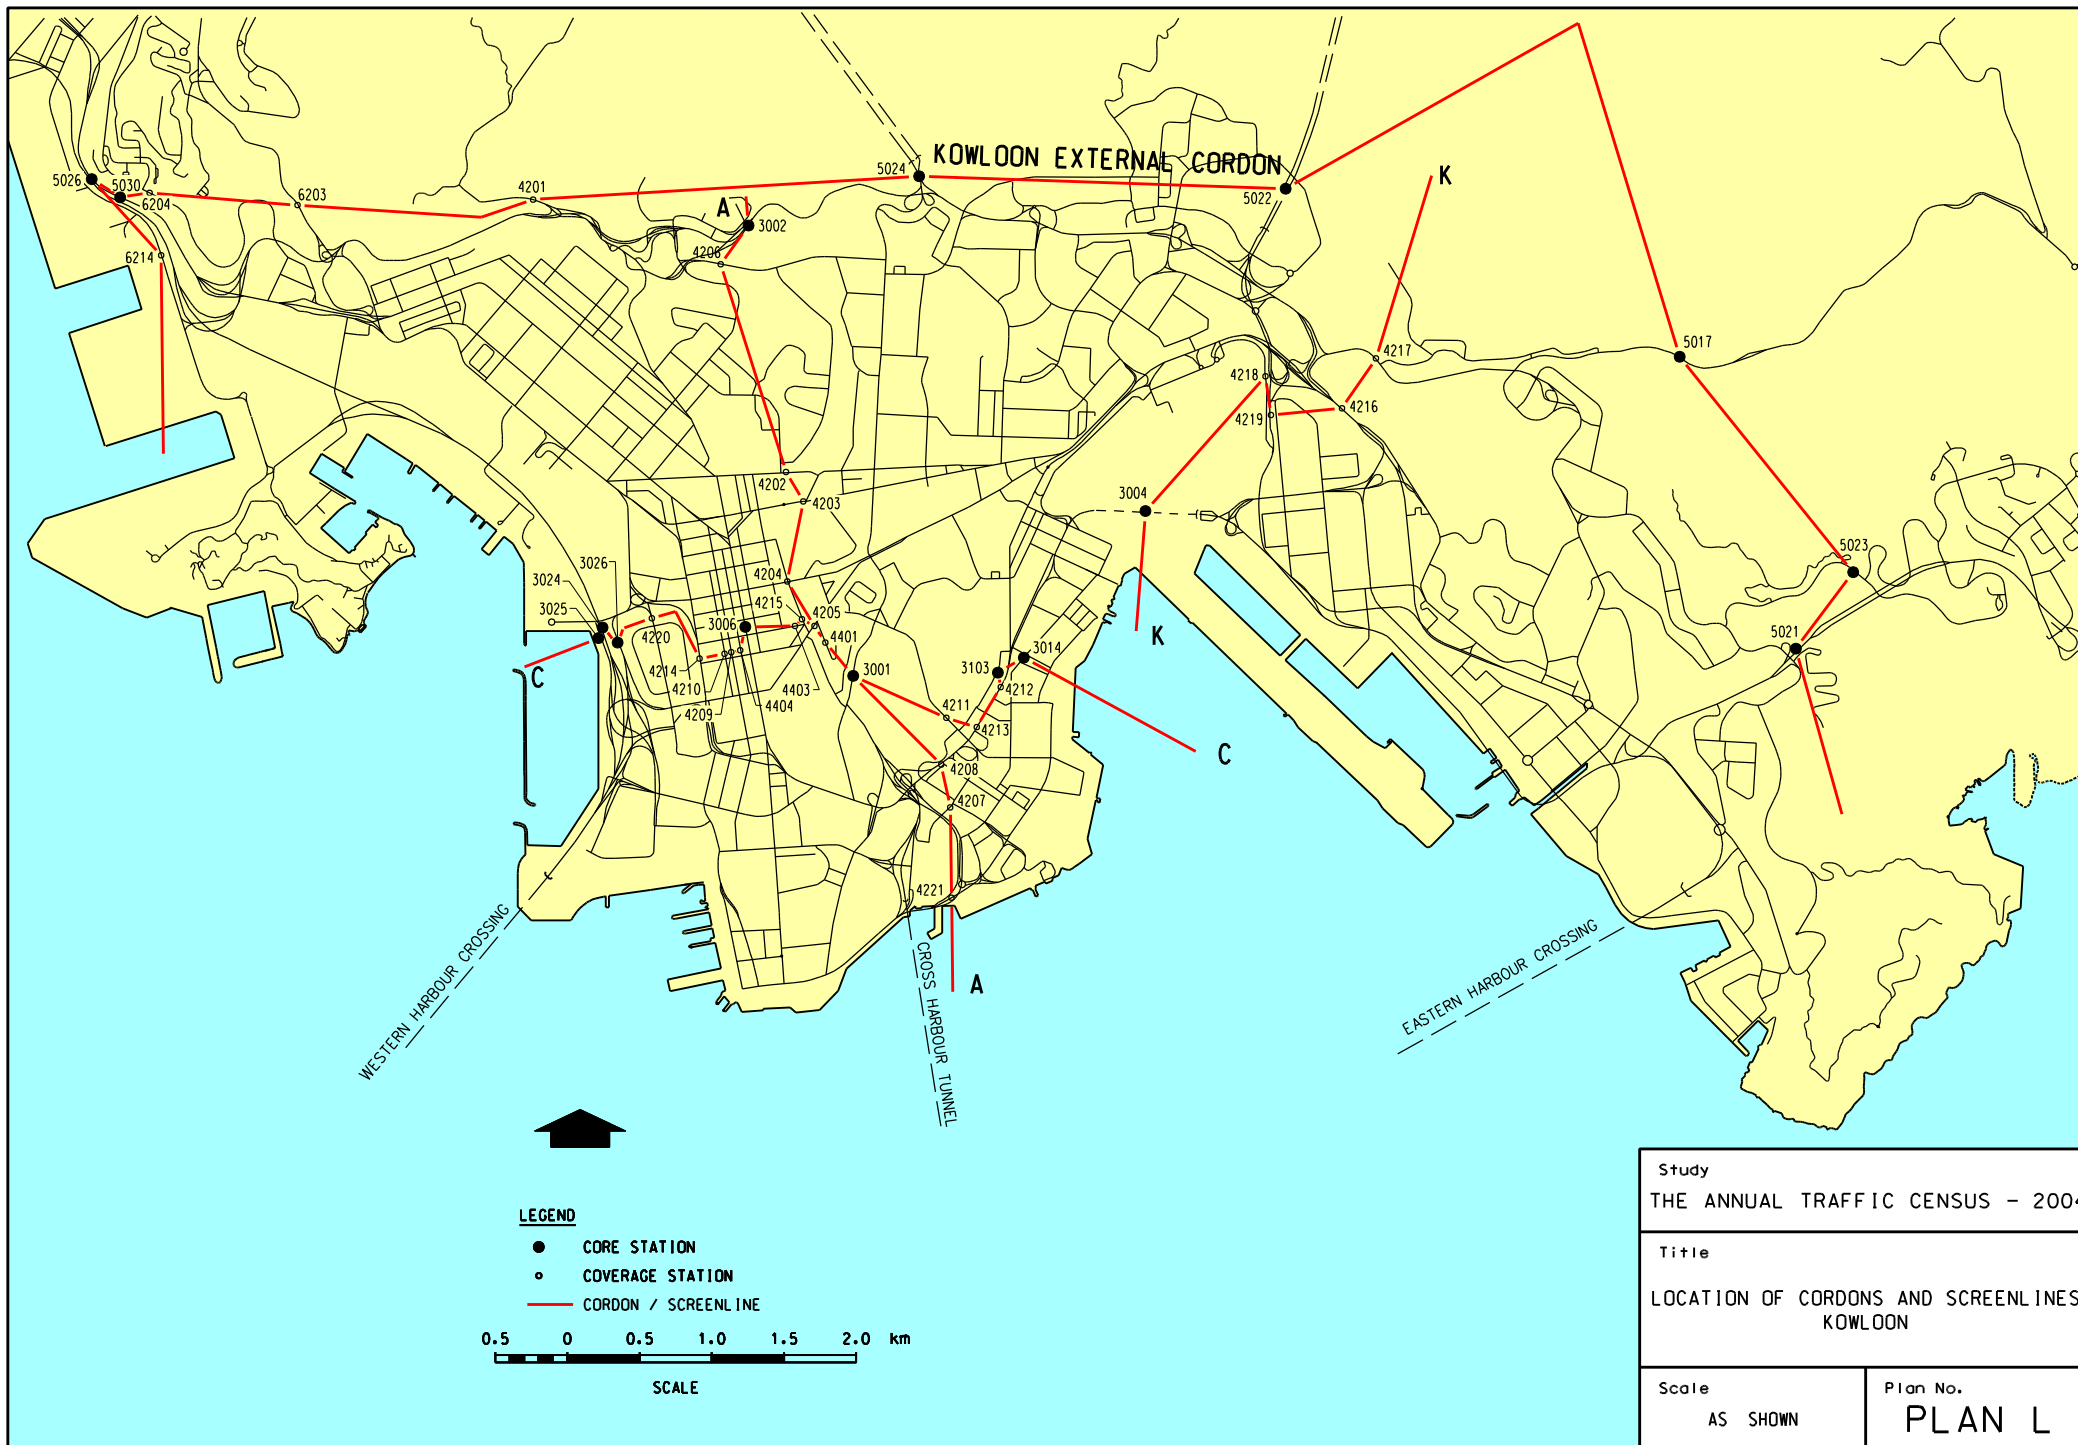 KOWLOON EXTERNAL CORDON
5024
5026
5030
6204
6203
4201
5022
K
A
3002
4206
6214
4217
5017
4218
4216
4219
4202
4203
3004
5023
3026
3024
3025
4204
4215
4205
3006
4220
4401
K
5021
3014
4214
4210
3001
3103
C
4403
4212
4404
4209
4211
4213
C
4208
4207
4221
A
WESTERN HARBOUR CROSSING
CROSS HARBOUR TUNNEL
EASTERN HARBOUR CROSSING
LEGEND
CORE STATION
COVERAGE STATION
CORDON / SCREENLINE
0.5 0 0.5 1.0 1.5 2.0 km
SCALE
Study
THE ANNUAL TRAFFIC CENSUS - 2004
Title
LOCATION OF CORDONS AND SCREENLINES
KOWLOON
Scale
AS SHOWN
Plan No.
PLAN L